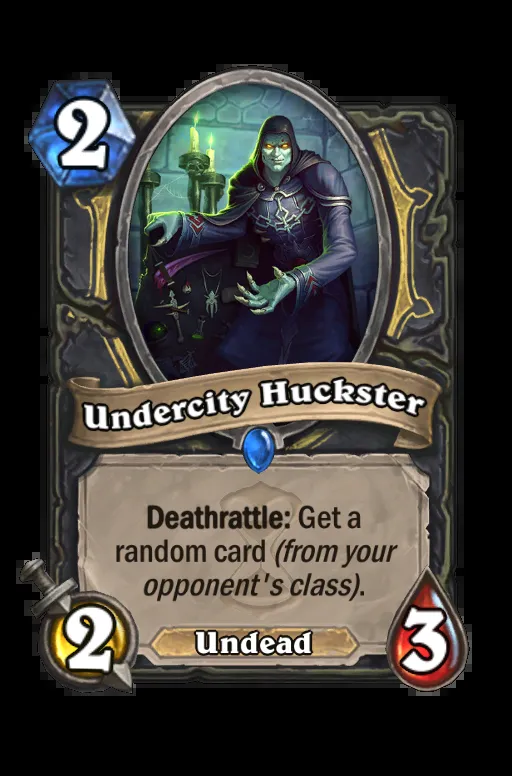 2
Undercity Huckster
Deathrattle: Get a
random card (from your
opponent's class).
2
Undead
3